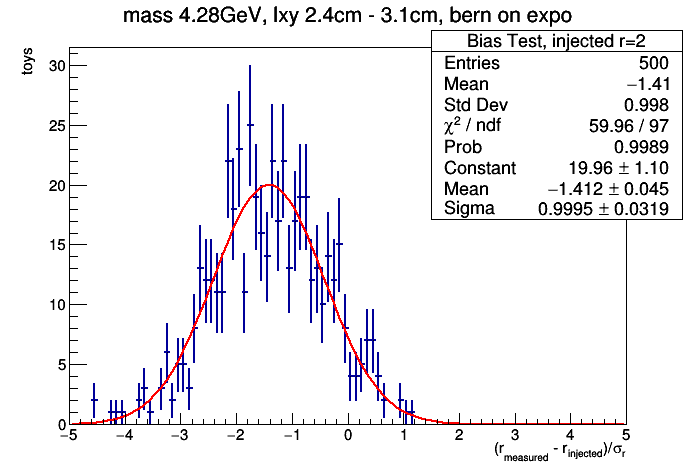 mass 4.28GeV, lxy 2.4cm - 3.1cm, bern on expo
Bias Test, injected r=2
Entries 500
Mean −1.41
Std Dev 0.998
χ² / ndf 59.96 / 97
Prob 0.9989
Constant 19.96 ± 1.10
Mean −1.412 ± 0.045
Sigma 0.9995 ± 0.0319
toys
30
25
20
15
10
5
0
−5 −4 −3 −2 −1 0 1 2 3 4 5
(r_measured - r_injected)/σ_r